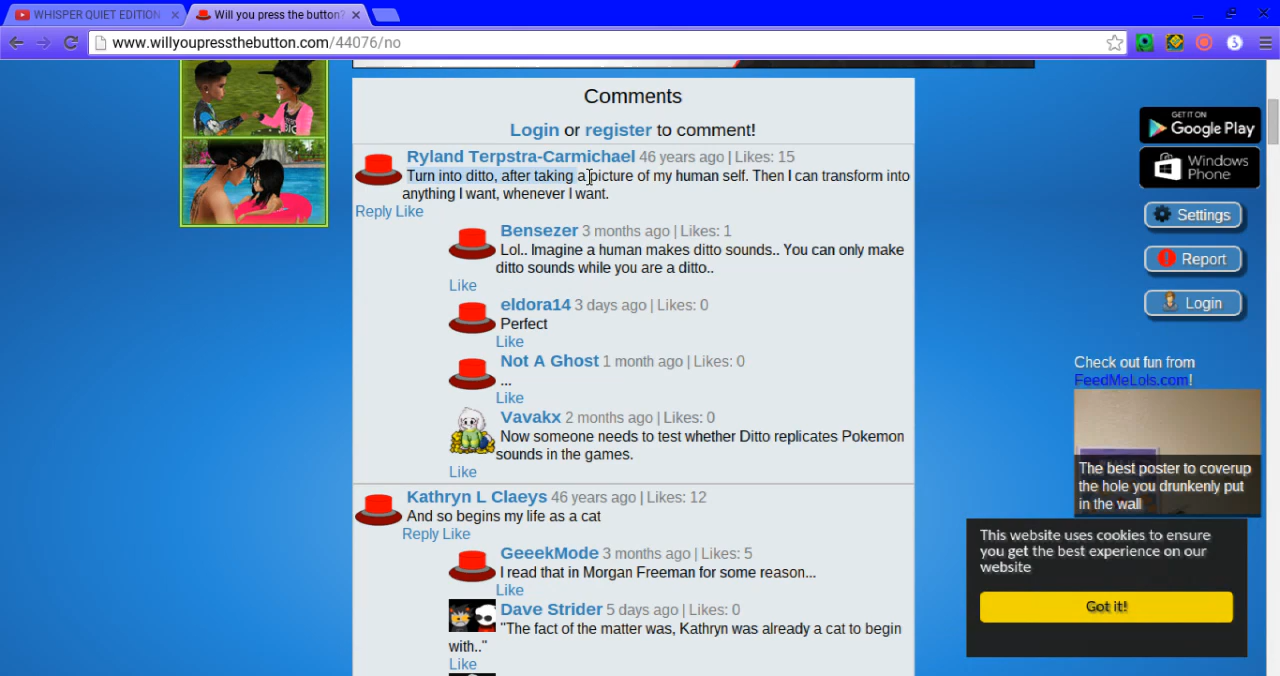 WHISPER QUIET EDITION
Will you press the button?
www.willyoupressthebutton.com/44076/no
Comments
Login or register to comment!
Ryland Terpstra-Carmichael 46 years ago | Likes: 15
Turn into ditto, after taking a picture of my human self. Then I can transform into
anything I want, whenever I want.
Reply Like
Bensezer 3 months ago | Likes: 1
Lol.. Imagine a human makes ditto sounds.. You can only make
ditto sounds while you are a ditto..
Like
eldora14 3 days ago | Likes: 0
Perfect
Like
Not A Ghost 1 month ago | Likes: 0
...
Like
Vavakx 2 months ago | Likes: 0
Now someone needs to test whether Ditto replicates Pokemon
sounds in the games.
Like
Kathryn L Claeys 46 years ago | Likes: 12
And so begins my life as a cat
Reply Like
GeeekMode 3 months ago | Likes: 5
I read that in Morgan Freeman for some reason...
Like
Dave Strider 5 days ago | Likes: 0
"The fact of the matter was, Kathryn was already a cat to begin
with.."
Like
GET IT ON
Google Play
Windows
Phone
Settings
Report
Login
Check out fun from
FeedMeLols.com!
The best poster to coverup
the hole you drunkenly put
in the wall
This website uses cookies to ensure
you get the best experience on our
website
Got it!